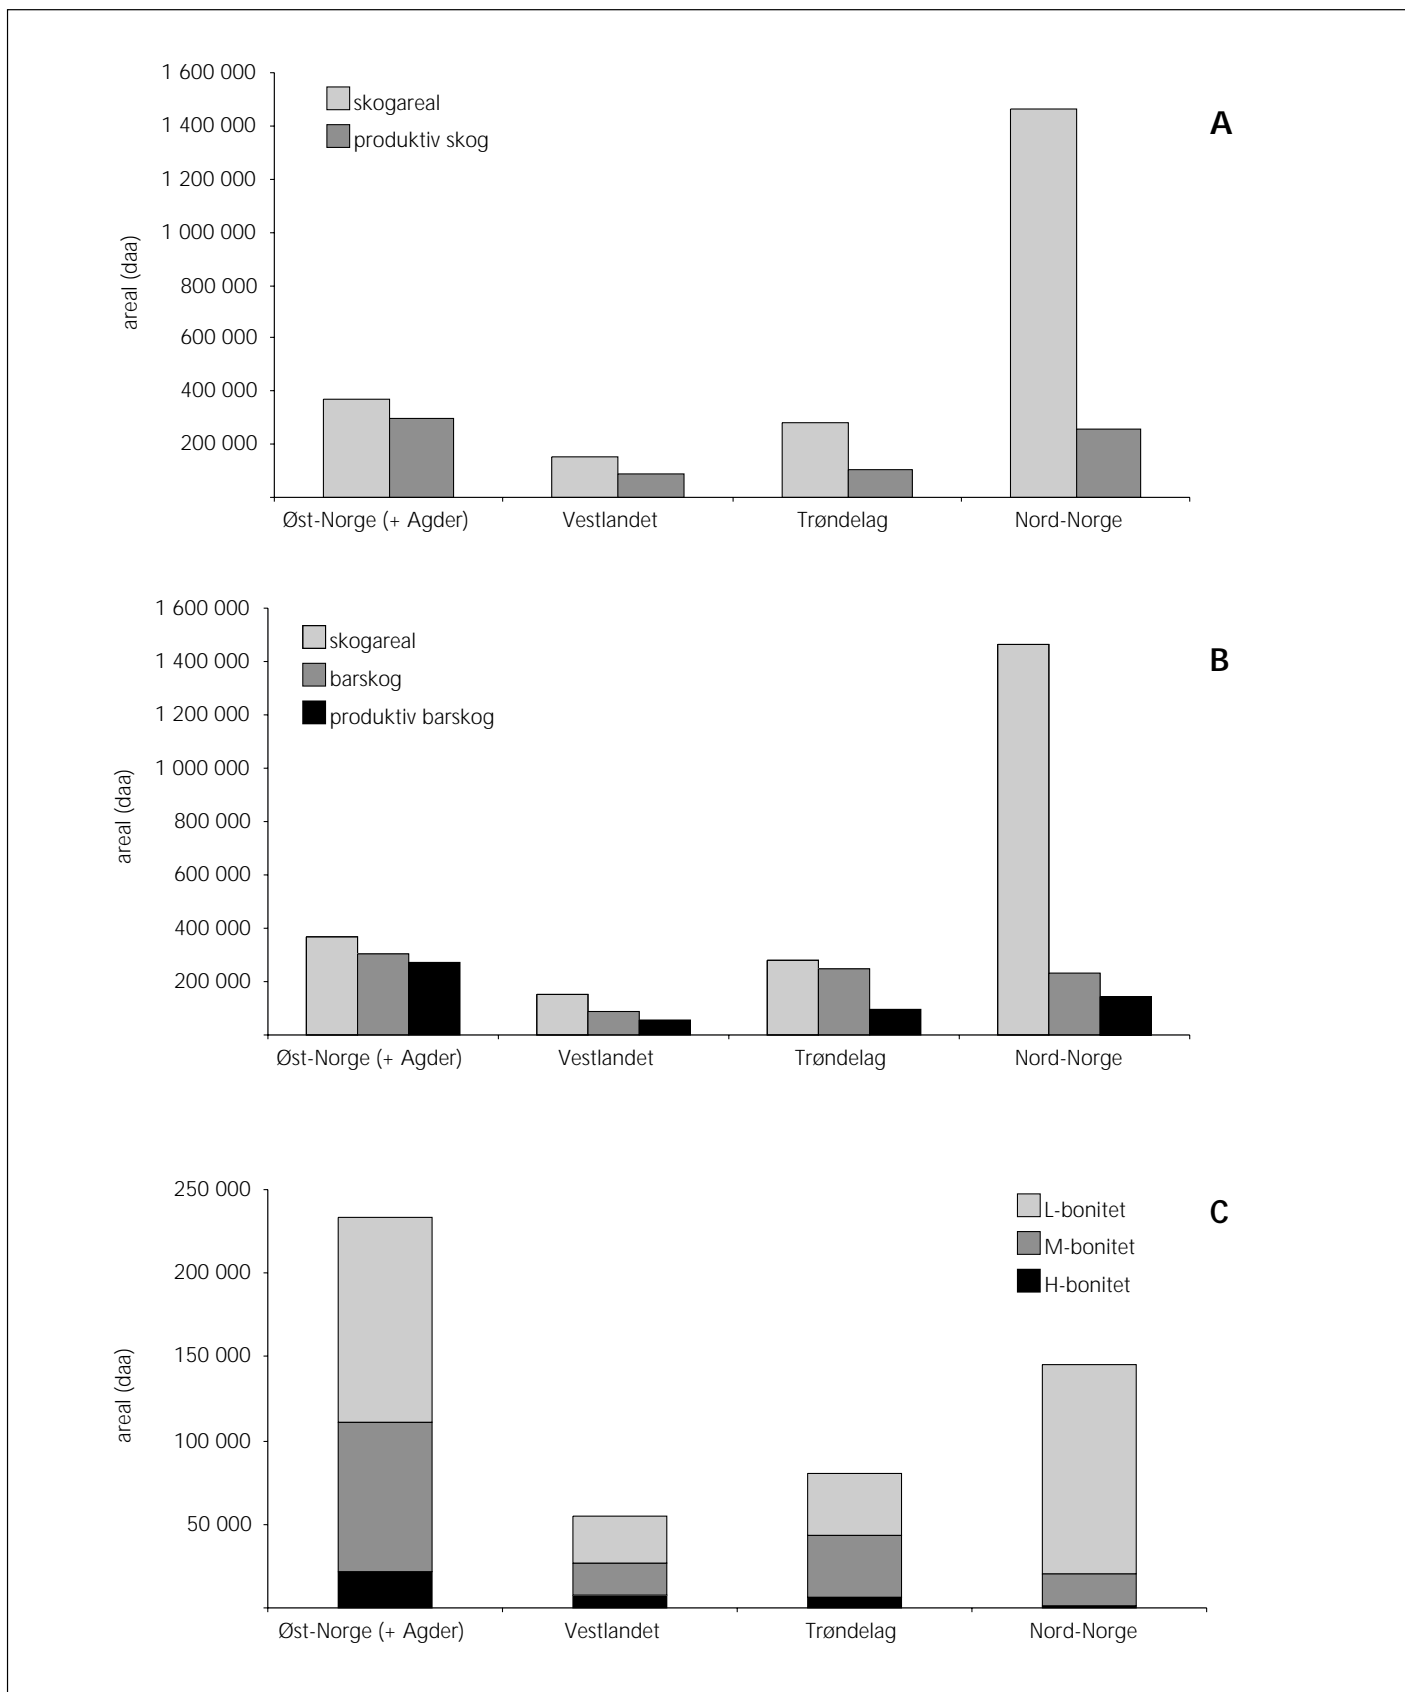 A
skogareal
produktiv skog
areal (daa)
1 600 000
1 400 000
1 200 000
1 000 000
800 000
600 000
400 000
200 000
Øst-Norge (+ Agder)
Vestlandet
Trøndelag
Nord-Norge
B
skogareal
barskog
produktiv barskog
areal (daa)
1 600 000
1 400 000
1 200 000
1 000 000
800 000
600 000
400 000
200 000
Øst-Norge (+ Agder)
Vestlandet
Trøndelag
Nord-Norge
C
L-bonitet
M-bonitet
H-bonitet
areal (daa)
250 000
200 000
150 000
100 000
50 000
Øst-Norge (+ Agder)
Vestlandet
Trøndelag
Nord-Norge